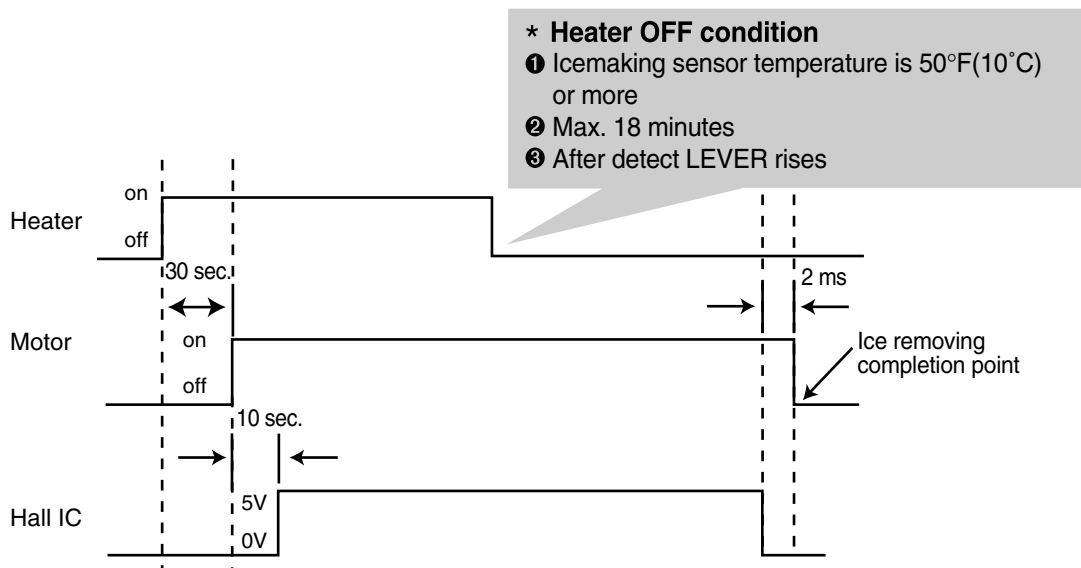 * Heater OFF condition
❶ Icemaking sensor temperature is 50°F(10˚C)
or more
❷ Max. 18 minutes
❸ After detect LEVER rises
Heater
on
off
30 sec.
2 ms
Motor
on
off
Ice removing
completion point
10 sec.
Hall IC
5V
0V